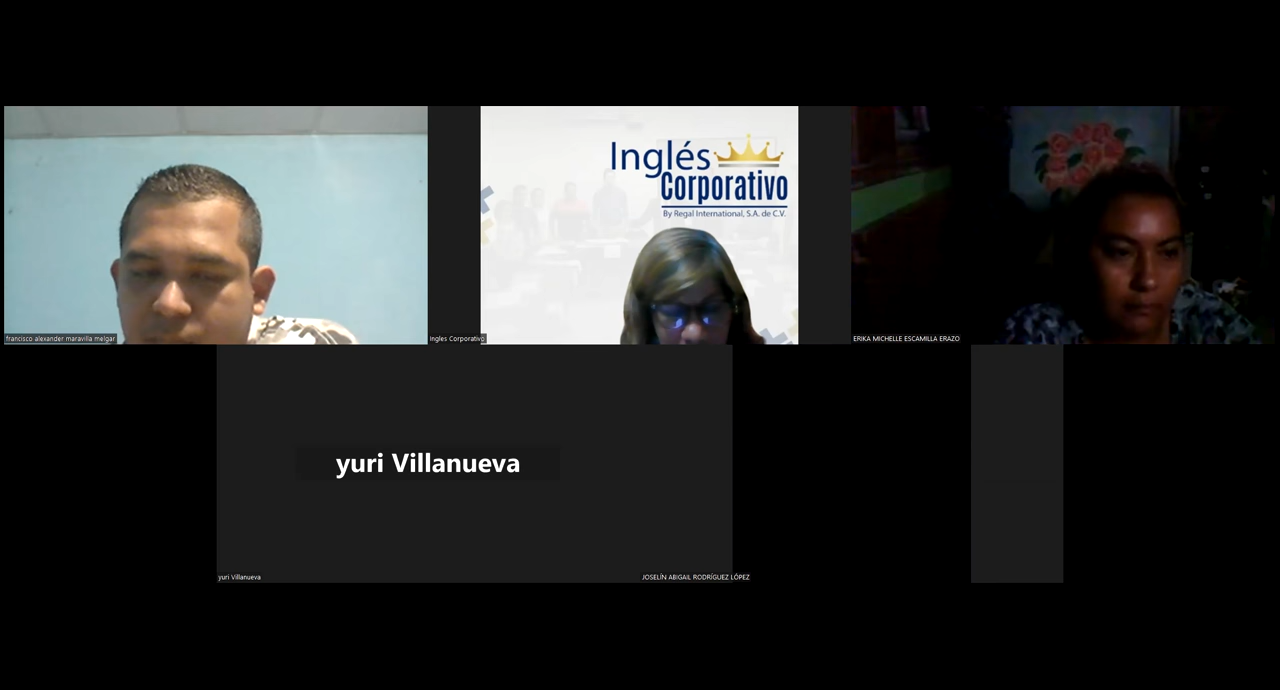 Inglés
Corporativo
By Regal International, S.A. de C.V.
francisco alexander maravilla melgar
Ingles Corporativo
ERIKA MICHELLE ESCAMILLA ERAZO
yuri Villanueva
yuri Villanueva
JOSELÍN ABIGAIL RODRÍGUEZ LÓPEZ